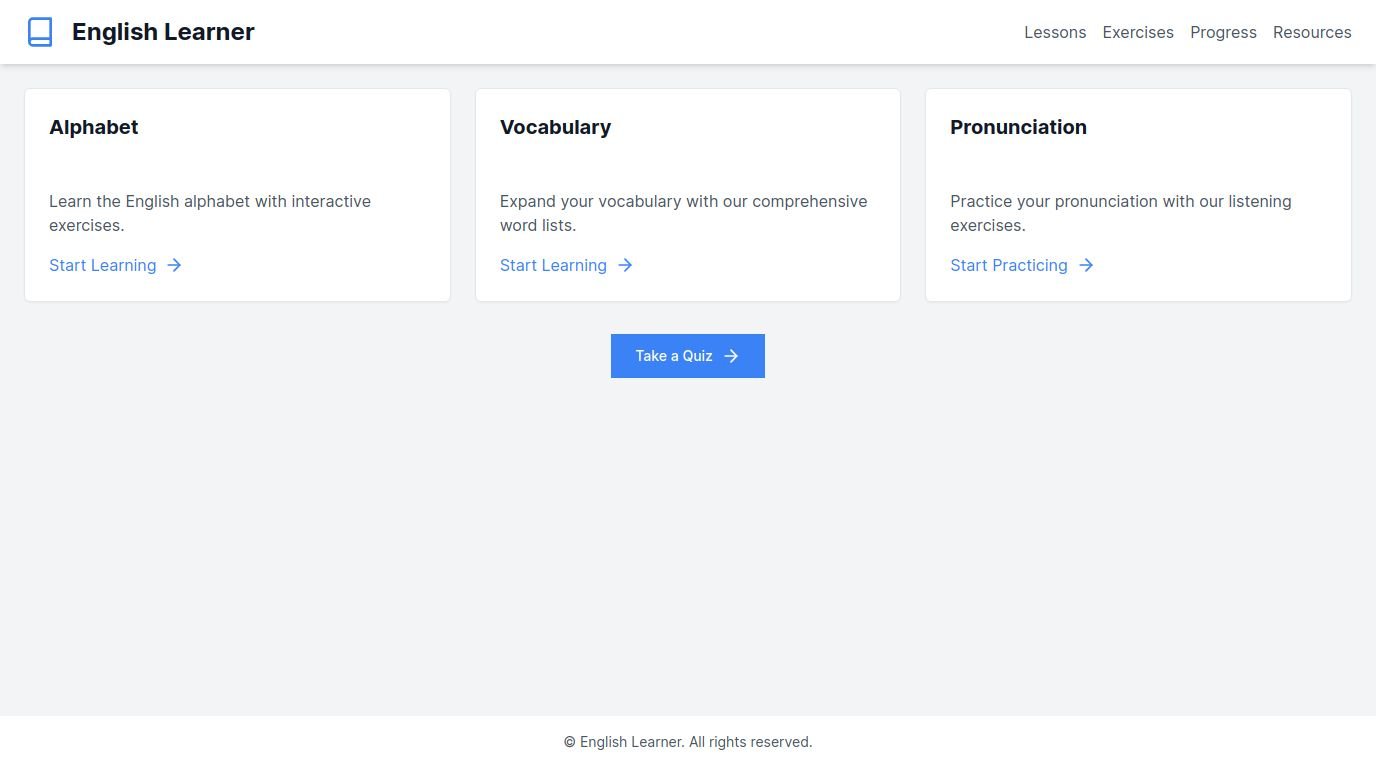 English Learner
Lessons Exercises Progress Resources
Alphabet
Learn the English alphabet with interactive
exercises.
Start Learning
Vocabulary
Expand your vocabulary with our comprehensive
word lists.
Start Learning
Pronunciation
Practice your pronunciation with our listening
exercises.
Start Practicing
Take a Quiz
© English Learner. All rights reserved.